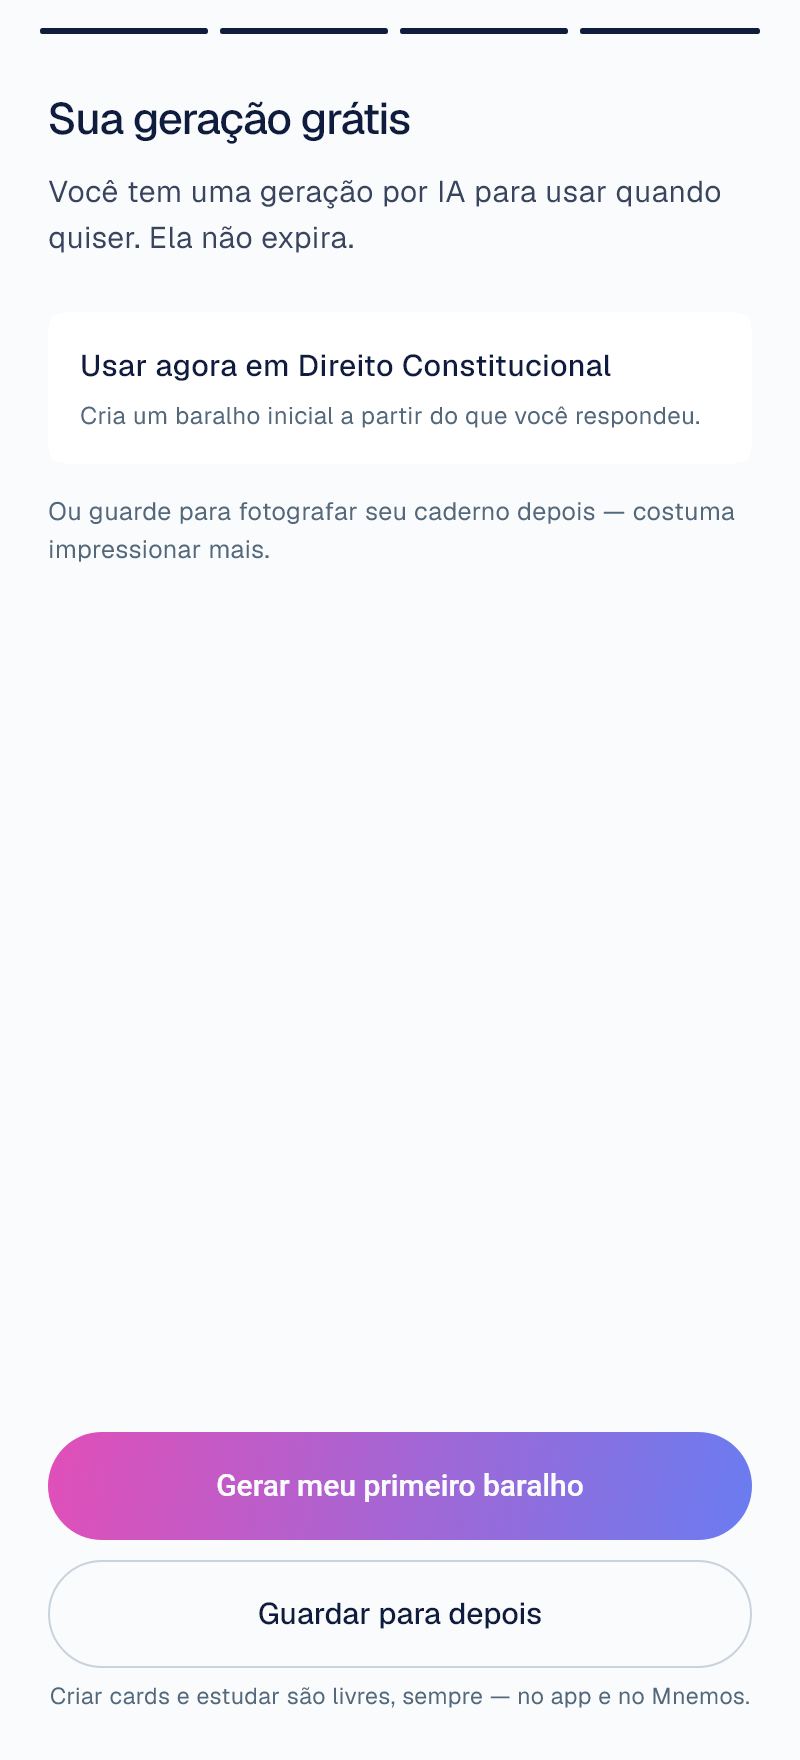 Sua geração grátis
Você tem uma geração por IA para usar quando
quiser. Ela não expira.
Usar agora em Direito Constitucional
Cria um baralho inicial a partir do que você respondeu.
Ou guarde para fotografar seu caderno depois — costuma
impressionar mais.
Gerar meu primeiro baralho
Guardar para depois
Criar cards e estudar são livres, sempre — no app e no Mnemos.